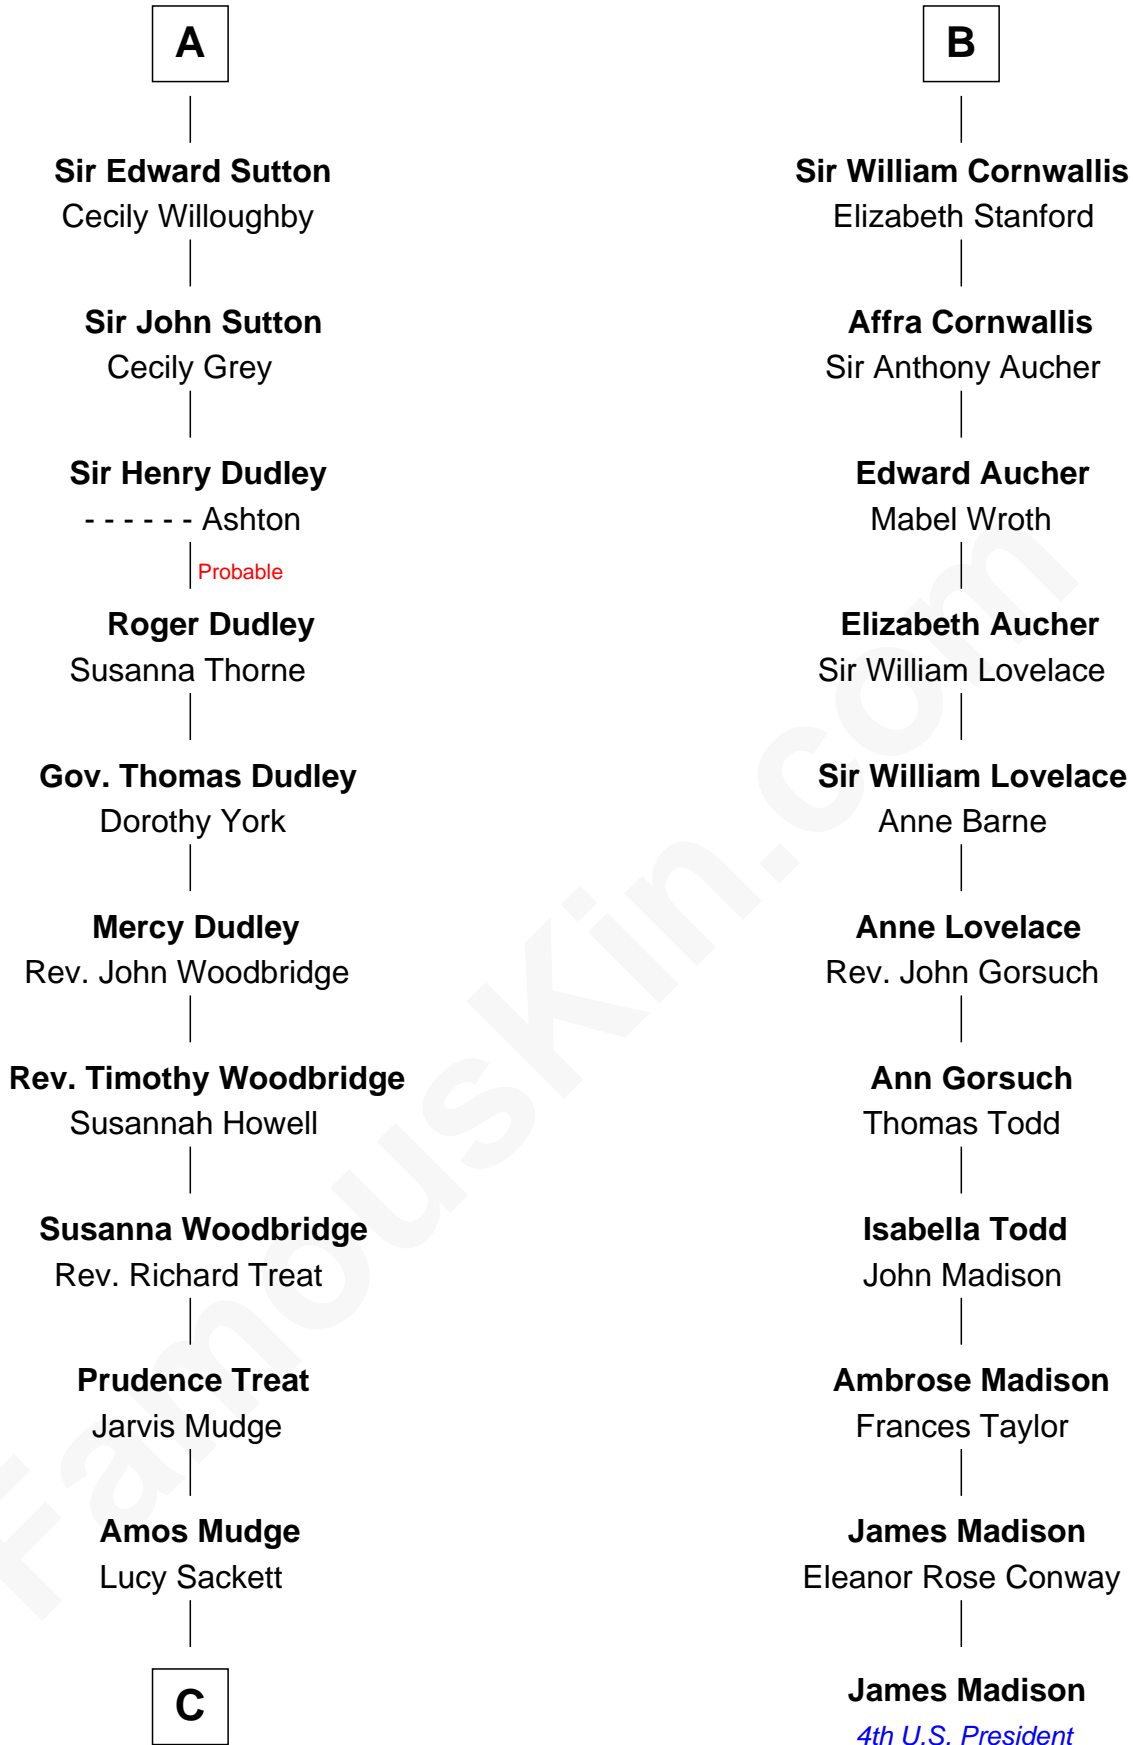 A
Sir Edward Sutton
Cecily Willoughby
Sir John Sutton
Cecily Grey
Sir Henry Dudley
- - - - - - Ashton
Probable
Roger Dudley
Susanna Thorne
Gov. Thomas Dudley
Dorothy York
Mercy Dudley
Rev. John Woodbridge
Rev. Timothy Woodbridge
Susannah Howell
Susanna Woodbridge
Rev. Richard Treat
Prudence Treat
Jarvis Mudge
Amos Mudge
Lucy Sackett
C
B
Sir William Cornwallis
Elizabeth Stanford
Affra Cornwallis
Sir Anthony Aucher
Edward Aucher
Mabel Wroth
Elizabeth Aucher
Sir William Lovelace
Sir William Lovelace
Anne Barne
Anne Lovelace
Rev. John Gorsuch
Ann Gorsuch
Thomas Todd
Isabella Todd
John Madison
Ambrose Madison
Frances Taylor
James Madison
Eleanor Rose Conway
James Madison
4th U.S. President
FamousKin.com